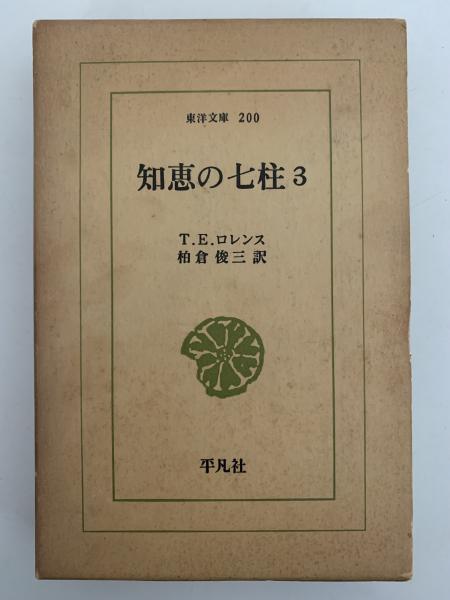 東洋文庫 200
知恵の七柱 3
T.E.ロレンス
柏倉俊三訳
平凡社